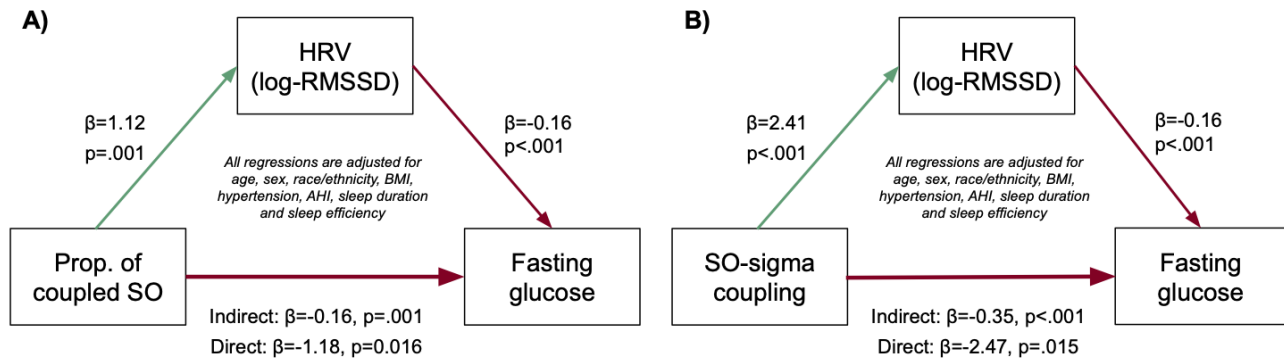 A)
HRV
(log-RMSSD)
β=1.12
p=.001
β=-0.16
p<.001
All regressions are adjusted for
age, sex, race/ethnicity, BMI,
hypertension, AHI, sleep duration
and sleep efficiency
Prop. of
coupled SO
Fasting
glucose
Indirect: β=-0.16, p=.001
Direct: β=-1.18, p=0.016
B)
HRV
(log-RMSSD)
β=2.41
p<.001
β=-0.16
p<.001
All regressions are adjusted for
age, sex, race/ethnicity, BMI,
hypertension, AHI, sleep duration
and sleep efficiency
SO-sigma
coupling
Fasting
glucose
Indirect: β=-0.35, p<.001
Direct: β=-2.47, p=.015